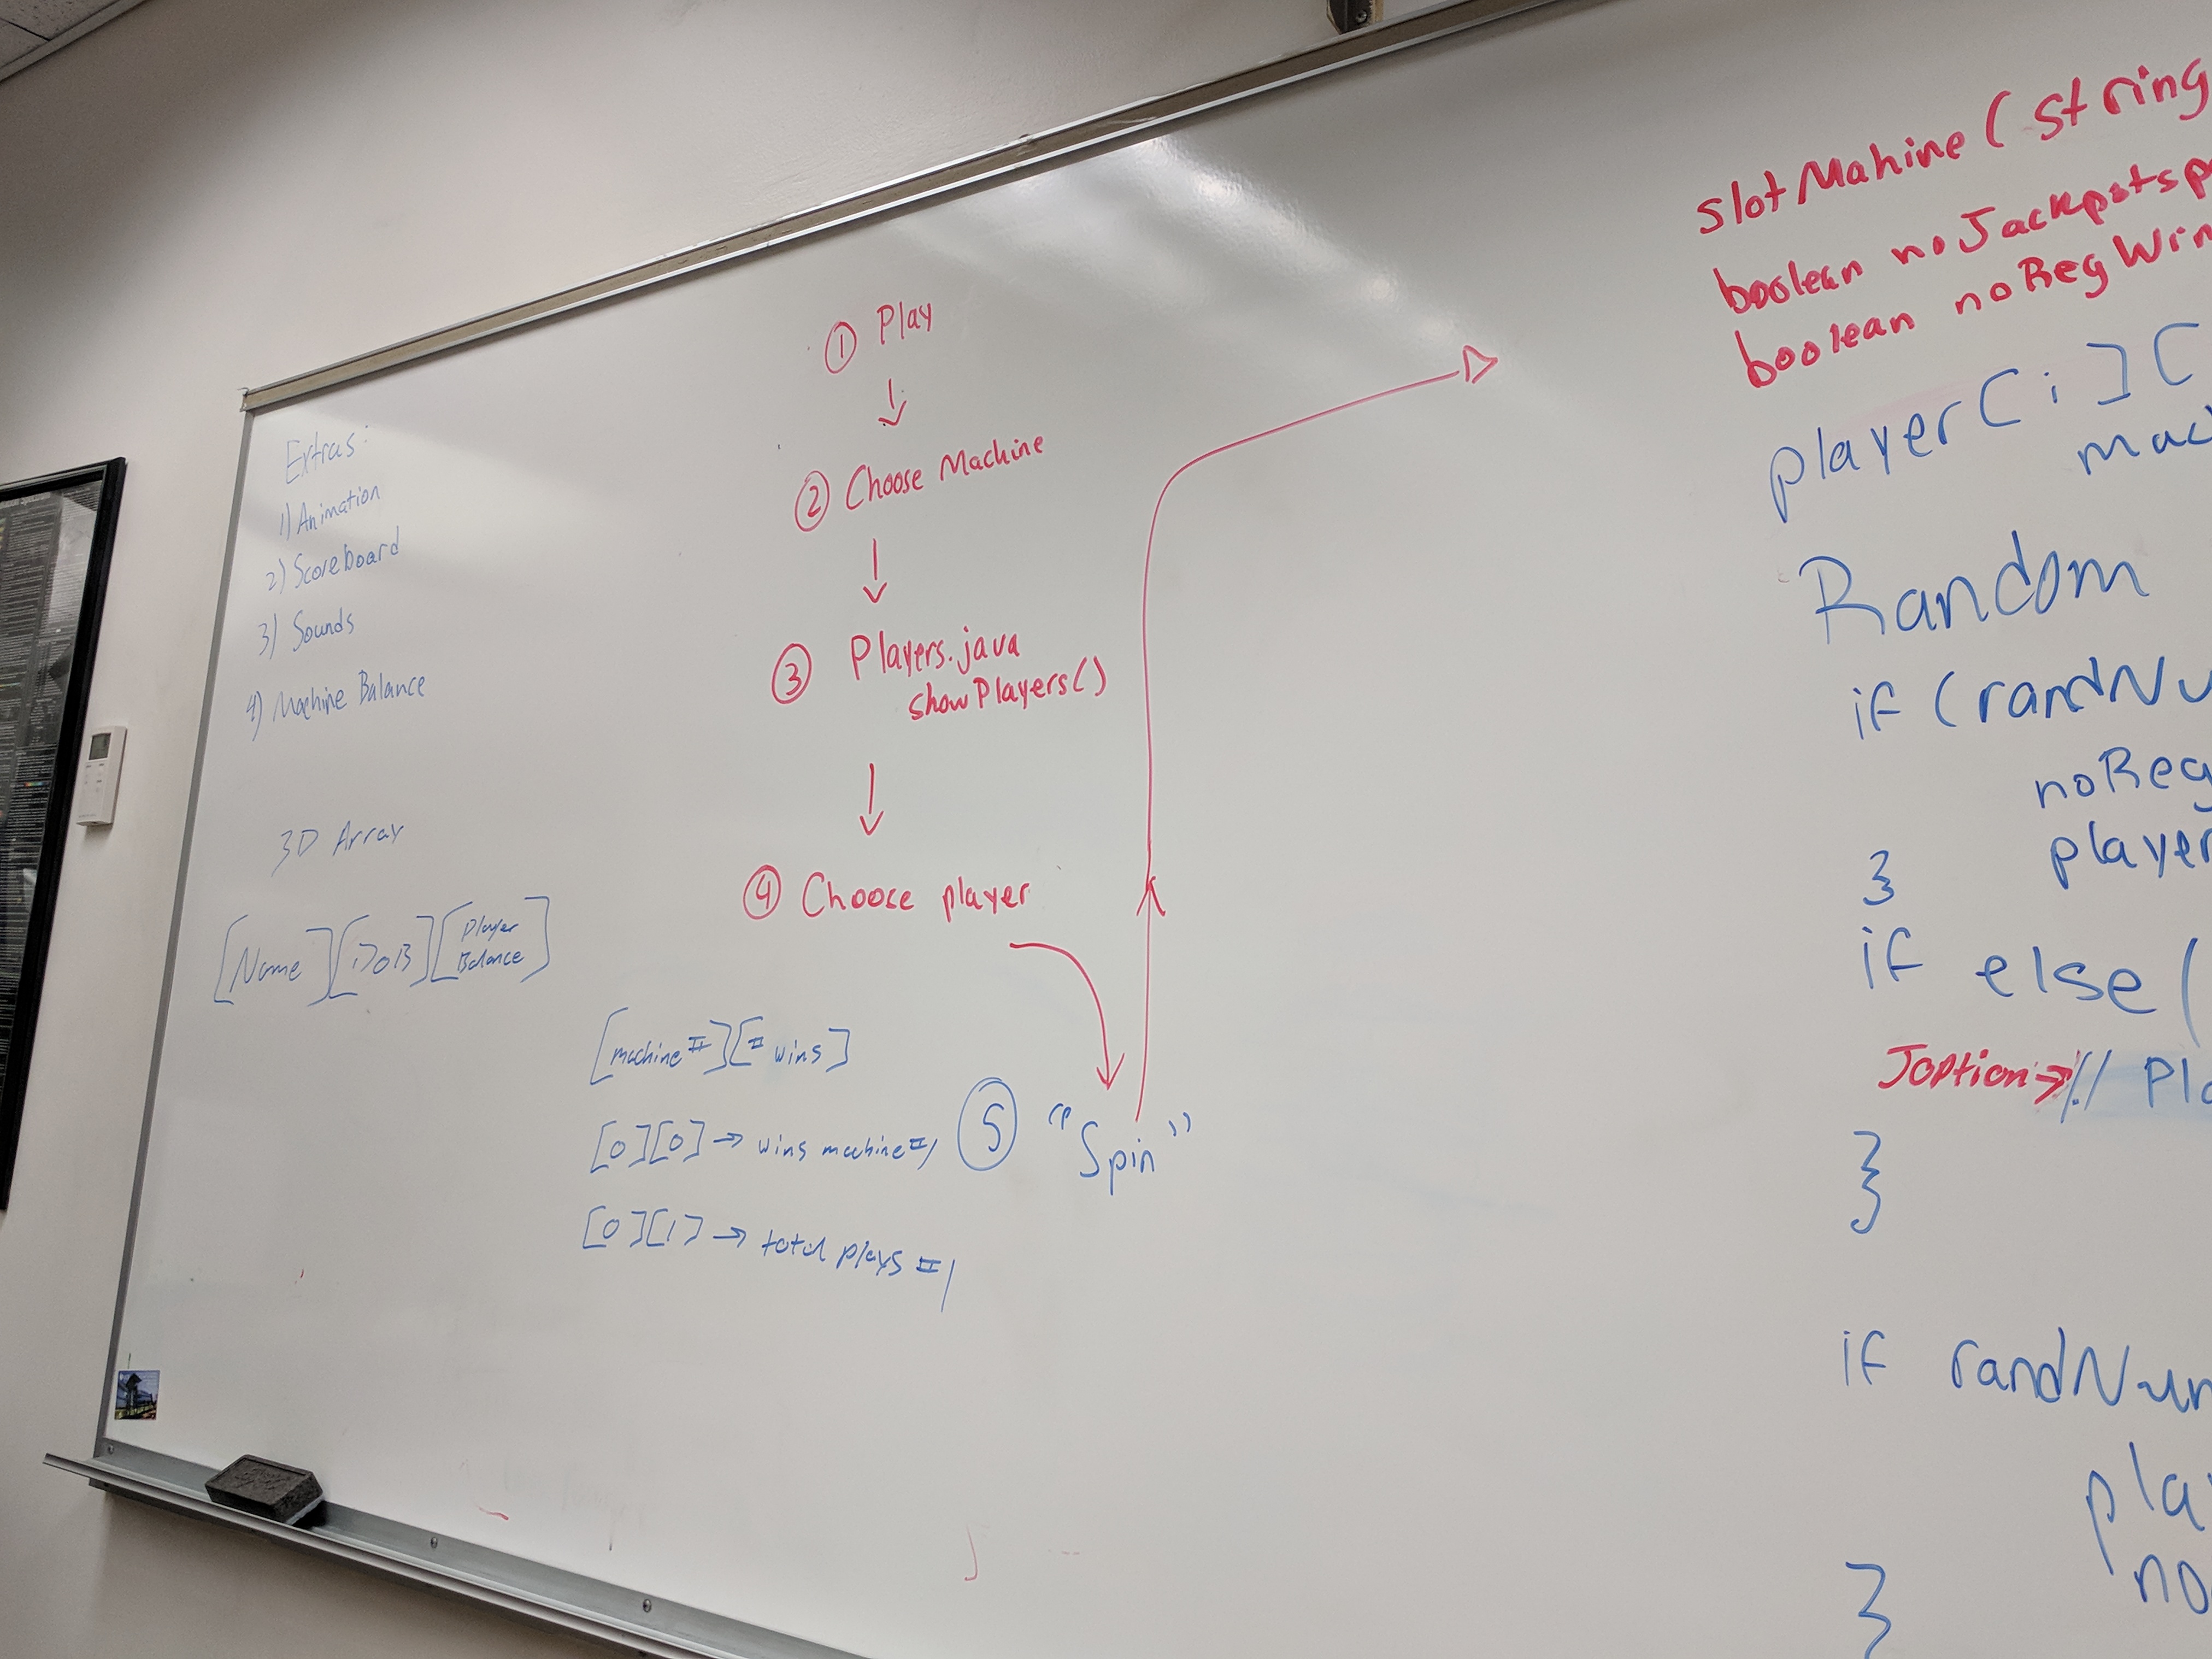 Extras:
1) Animation
2) Scoreboard
3) Sounds
4) Machine Balance
3D Array
[Name][DoB][Player Balance]
① Play
② Choose Machine
③ Players.java
showPlayers()
④ Choose player
[machine #][# wins]
[0][0] → wins machine #1
[0][1] → total plays #1
⑤ "Spin"
slotMahine(string
boolean noJackpotsp
boolean noRegWin
player[i][
mac
Random
if (randNu
noReg
player
}
if else(
Joption→// Pla
}
if randNum
play
no
}